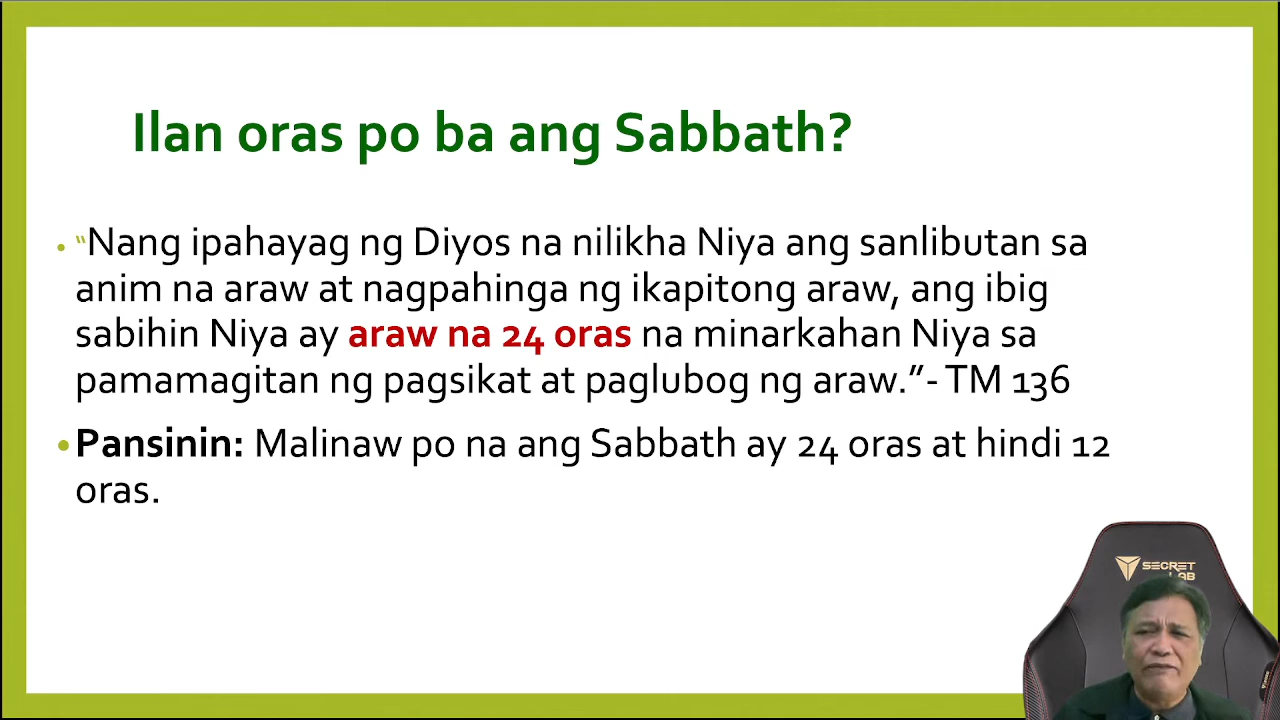 Ilan oras po ba ang Sabbath?
• “Nang ipahayag ng Diyos na nilikha Niya ang sanlibutan sa
anim na araw at nagpahinga ng ikapitong araw, ang ibig
sabihin Niya ay araw na 24 oras na minarkahan Niya sa
pamamagitan ng pagsikat at paglubog ng araw.”- TM 136
• Pansinin: Malinaw po na ang Sabbath ay 24 oras at hindi 12
oras.
SECRET
LAB